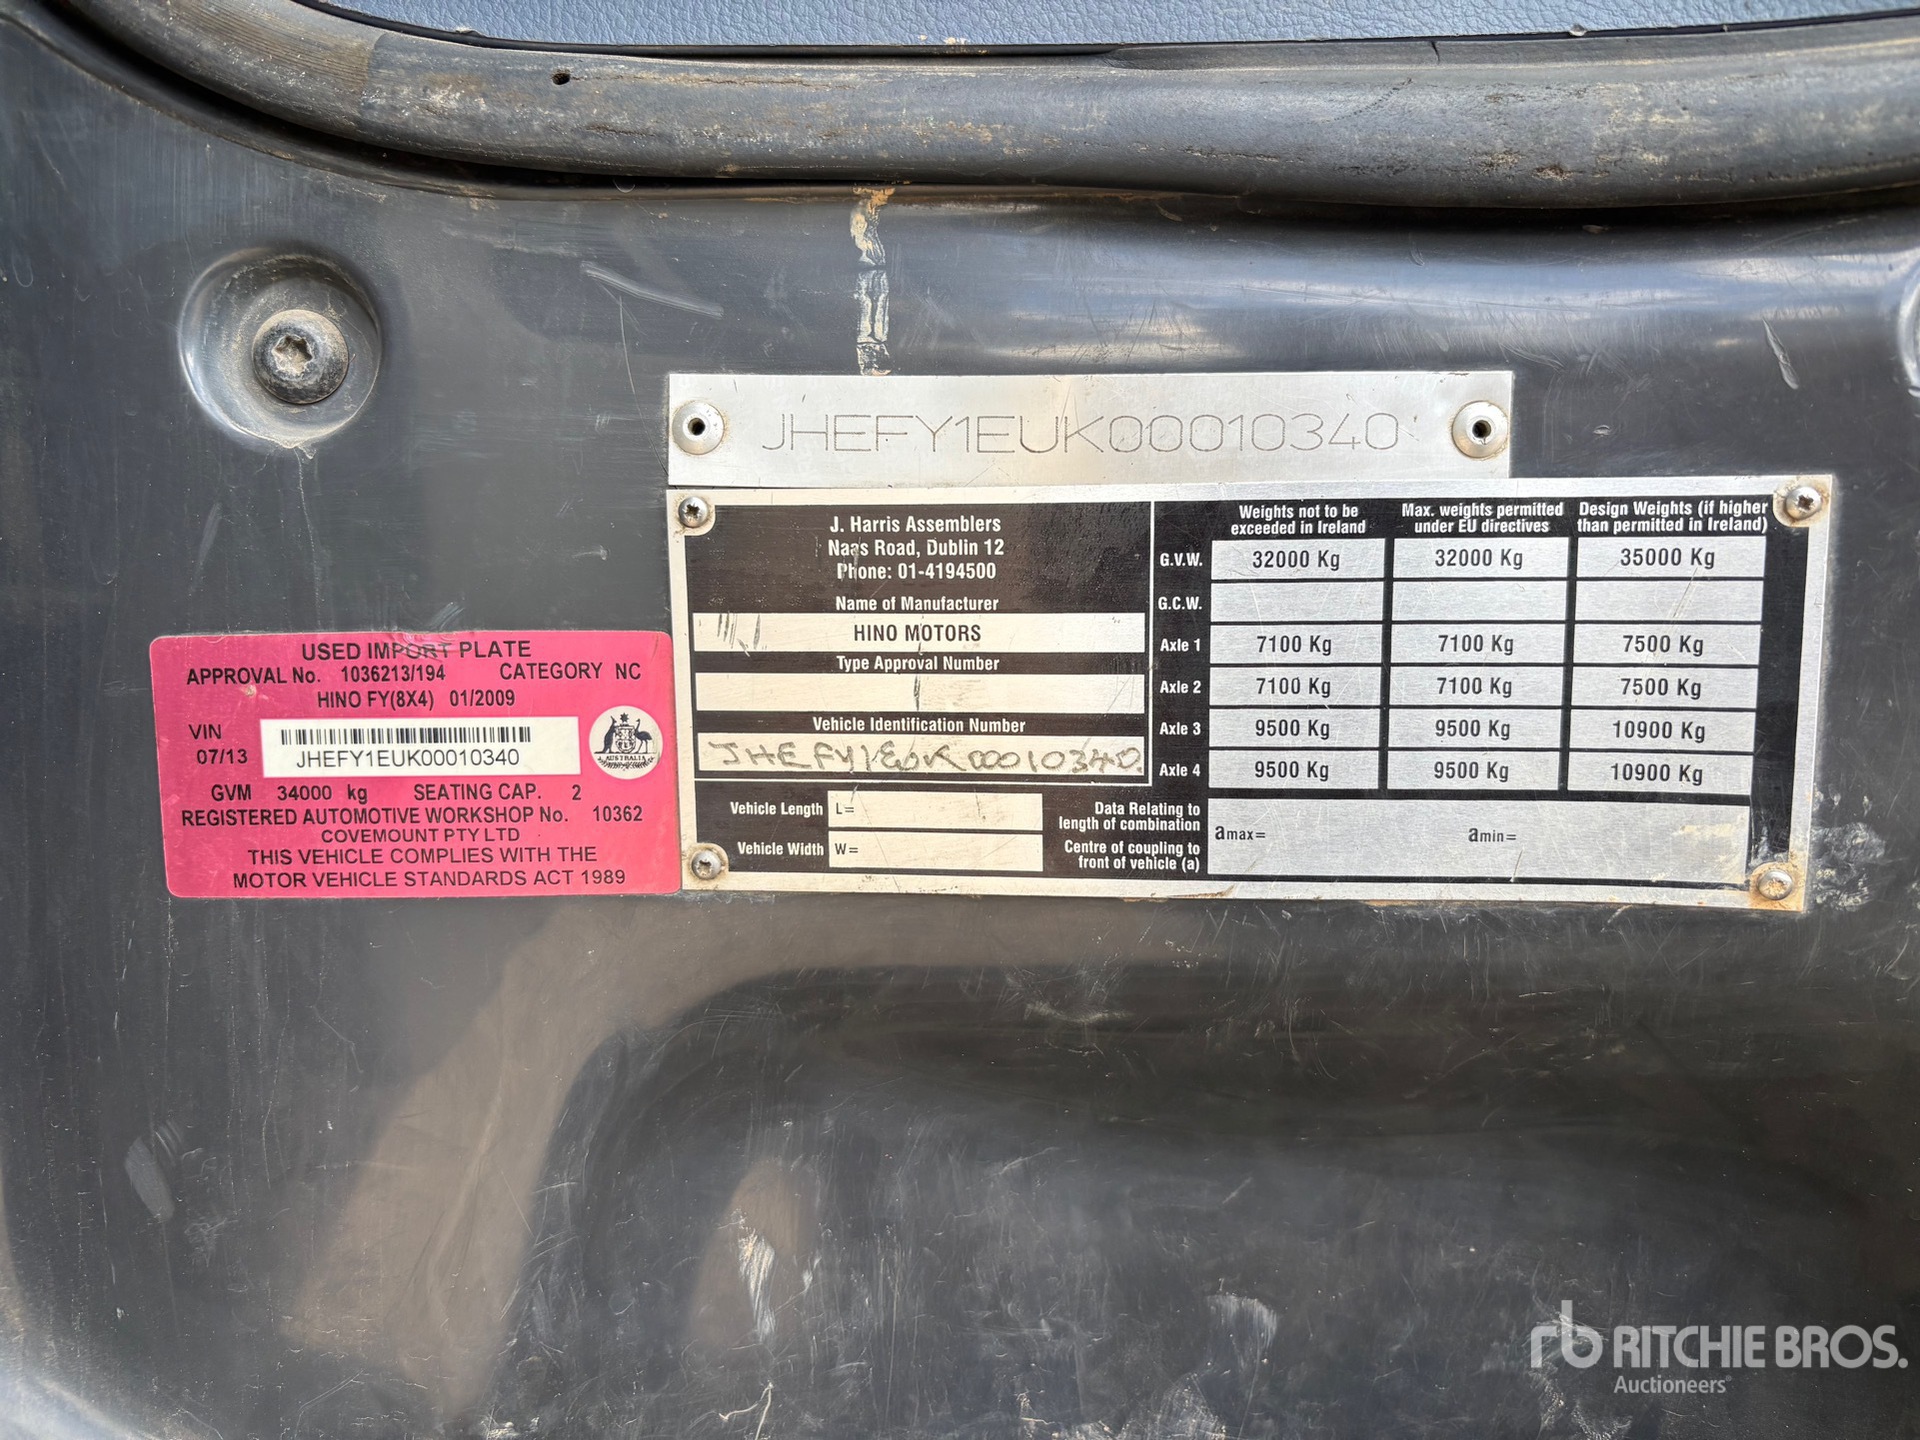 JHEFY1EUK00010340
USED IMPORT PLATE
APPROVAL No. 1036213/194 CATEGORY NC
HINO FY(8X4) 01/2009
VIN
07/13
JHEFY1EUK00010340
AUSTRALIA
GVM 34000 kg SEATING CAP. 2
REGISTERED AUTOMOTIVE WORKSHOP No. 10362
COVEMOUNT PTY LTD
THIS VEHICLE COMPLIES WITH THE
MOTOR VEHICLE STANDARDS ACT 1989
J. Harris Assemblers
Naas Road, Dublin 12
Phone: 01-4194500
Name of Manufacturer
HINO MOTORS
Type Approval Number
Vehicle Identification Number
JHEFY1EUK00010340
Vehicle Length L=
Vehicle Width W=
Weights not to be exceeded in Ireland Max. weights permitted under EU directives Design Weights (if higher than permitted in Ireland)
G.V.W. 32000 Kg 32000 Kg 35000 Kg
G.C.W.
Axle 1 7100 Kg 7100 Kg 7500 Kg
Axle 2 7100 Kg 7100 Kg 7500 Kg
Axle 3 9500 Kg 9500 Kg 10900 Kg
Axle 4 9500 Kg 9500 Kg 10900 Kg
Data Relating to
length of combination
Centre of coupling to
front of vehicle (a)
amax= amin=
rb RITCHIE BROS.
Auctioneers